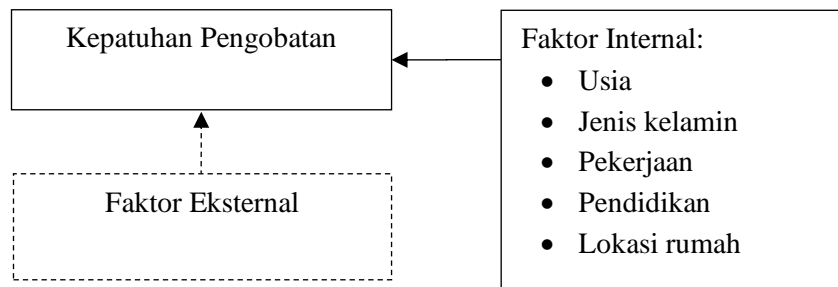 Kepatuhan Pengobatan
Faktor Eksternal
Faktor Internal:
• Usia
• Jenis kelamin
• Pekerjaan
• Pendidikan
• Lokasi rumah